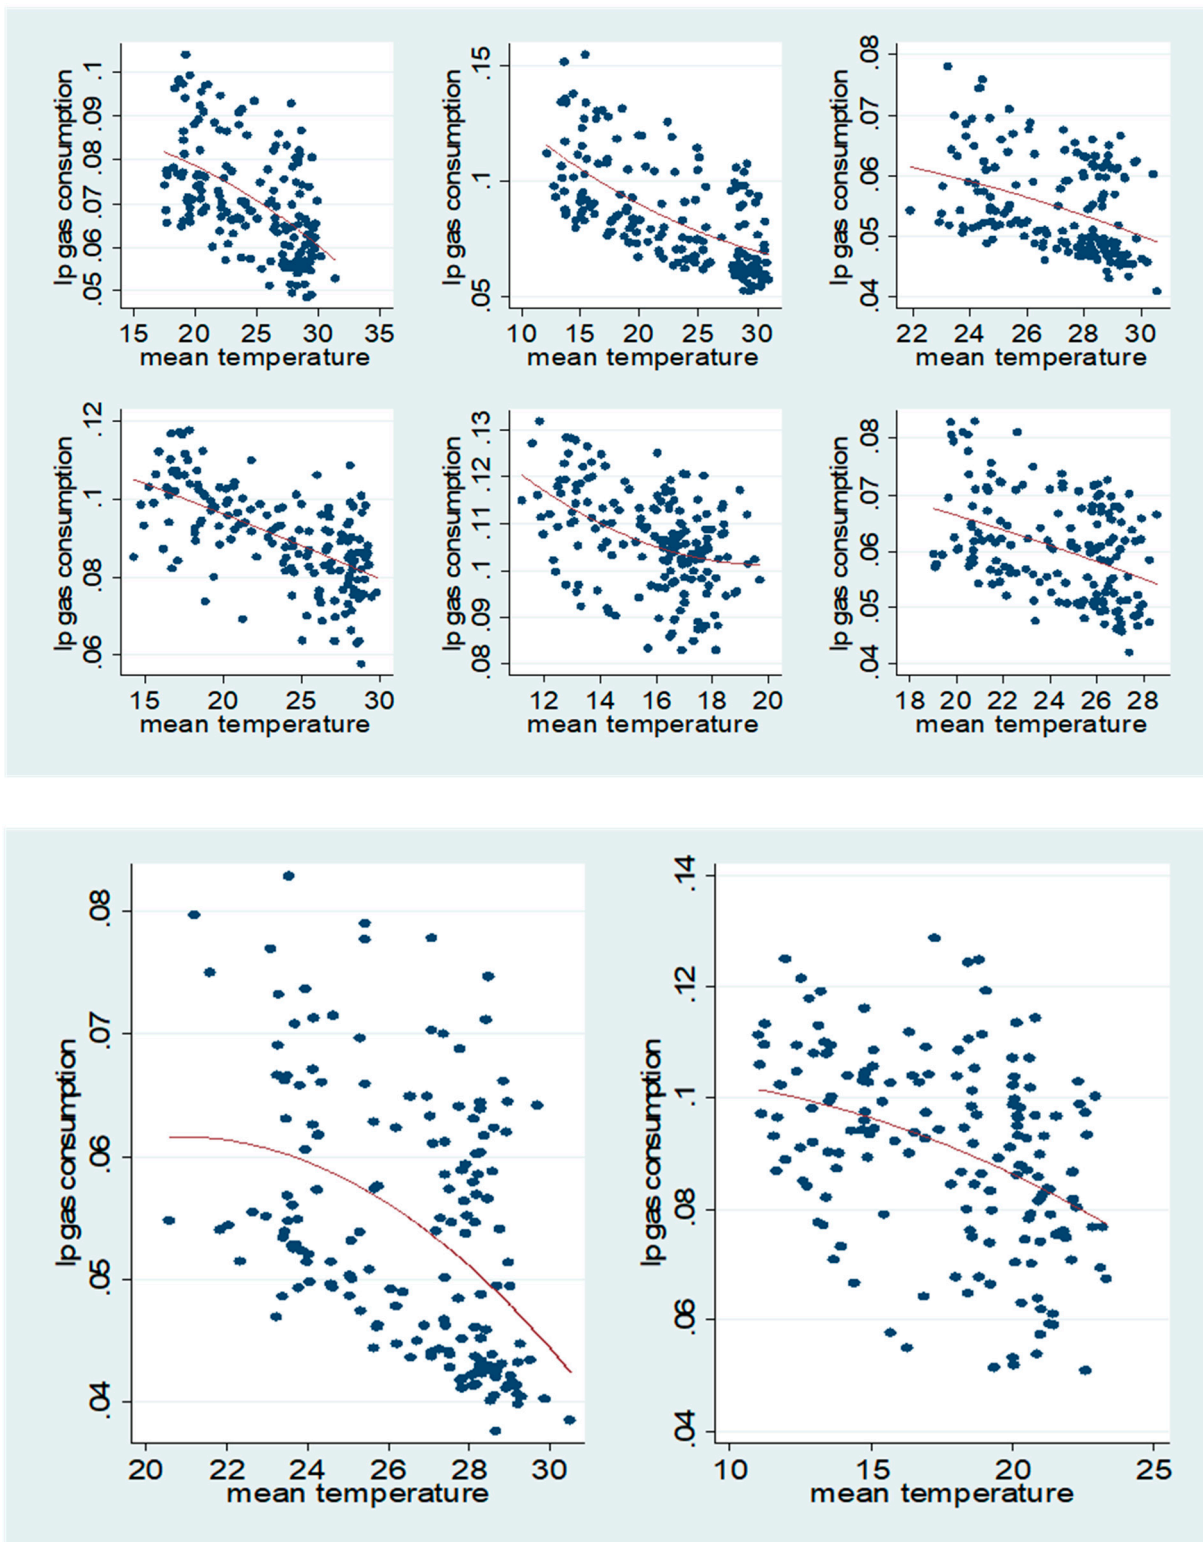 lp gas consumption
.05 .06 .07 .08 .09 .1
15 20 25 30 35
mean temperature
lp gas consumption
.05 .1 .15
10 15 20 25 30
mean temperature
lp gas consumption
.04 .05 .06 .07 .08
22 24 26 28 30
mean temperature
lp gas consumption
.06 .08 .1 .12
15 20 25 30
mean temperature
lp gas consumption
.08 .09 .1 .11 .12 .13
12 14 16 18 20
mean temperature
lp gas consumption
.04 .05 .06 .07 .08
18 20 22 24 26 28
mean temperature
lp gas consumption
.04 .05 .06 .07 .08
20 22 24 26 28 30
mean temperature
lp gas consumption
.04 .06 .08 .1 .12 .14
10 15 20 25
mean temperature